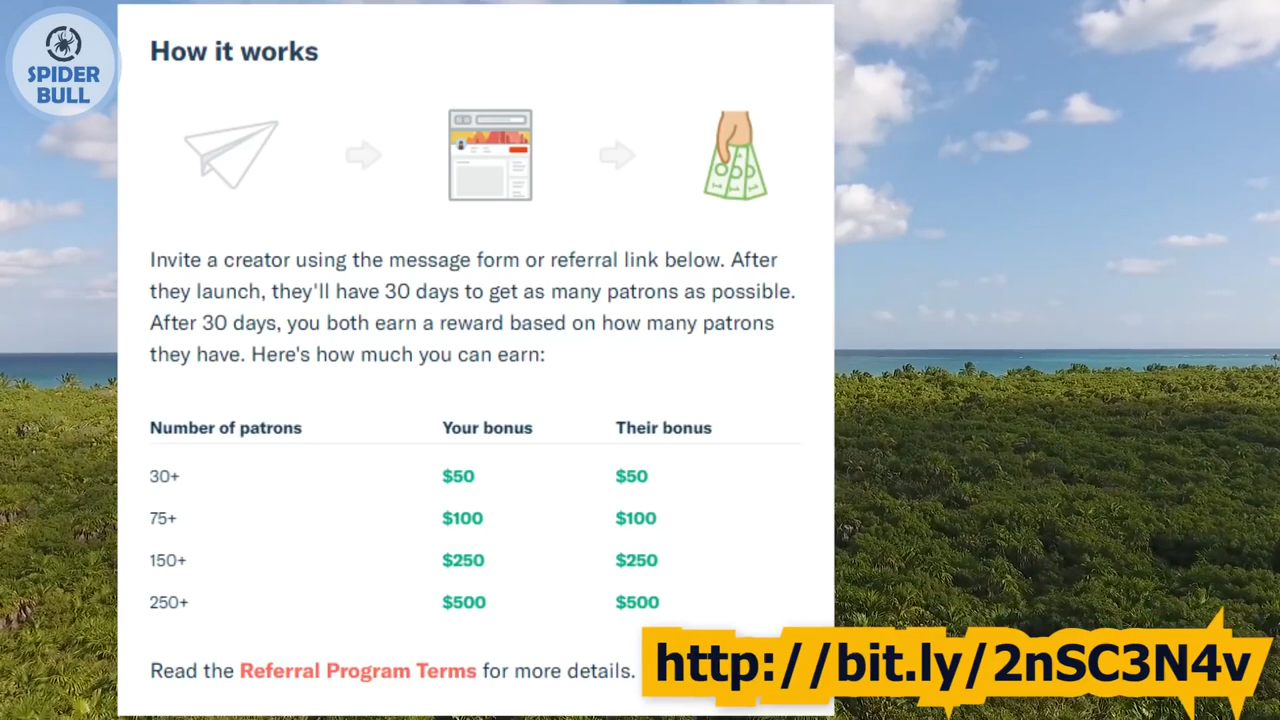 SPIDER
BULL
How it works
Invite a creator using the message form or referral link below. After
they launch, they'll have 30 days to get as many patrons as possible.
After 30 days, you both earn a reward based on how many patrons
they have. Here's how much you can earn:
Number of patrons Your bonus Their bonus
30+ $50 $50
75+ $100 $100
150+ $250 $250
250+ $500 $500
Read the Referral Program Terms for more details.
http://bit.ly/2nSC3N4v